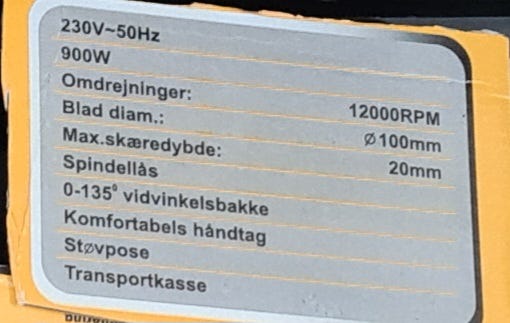 230V~50Hz
900W
Omdrejninger: 12000RPM
Blad diam.: Ø100mm
Max.skæredybde: 20mm
Spindellås
0-135° vidvinkelsbakke
Komfortabels håndtag
Støvpose
Transportkasse